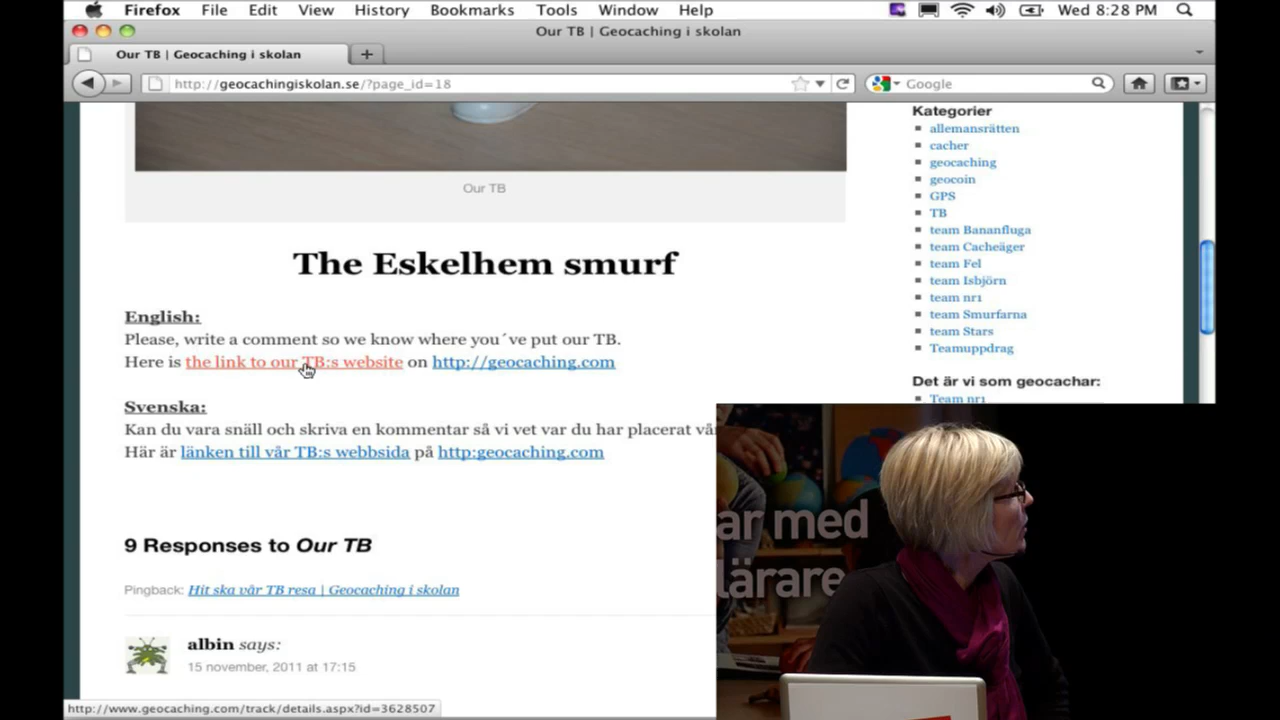 Firefox File Edit View History Bookmarks Tools Window Help Wed 8:28 PM
Our TB | Geocaching i skolan
Our TB | Geocaching i skolan
http://geocachingiskolan.se/?page_id=18
Google
Our TB
The Eskelhem smurf
English:
Please, write a comment so we know where you´ve put our TB.
Here is the link to our TB:s website on http://geocaching.com
Svenska:
Kan du vara snäll och skriva en kommentar så vi vet var du har placerat vår
Här är länken till vår TB:s webbsida på http:geocaching.com
9 Responses to Our TB
Pingback: Hit ska vår TB resa | Geocaching i skolan
albin says:
15 november, 2011 at 17:15
http://www.geocaching.com/track/details.aspx?id=3628507
Kategorier
allemansrätten
cacher
geocaching
geocoin
GPS
TB
team Bananfluga
team Cacheäger
team Fel
team Isbjörn
team nr1
team Smurfarna
team Stars
Teamuppdrag
Det är vi som geocachar:
Team nr1
ar med
lärare